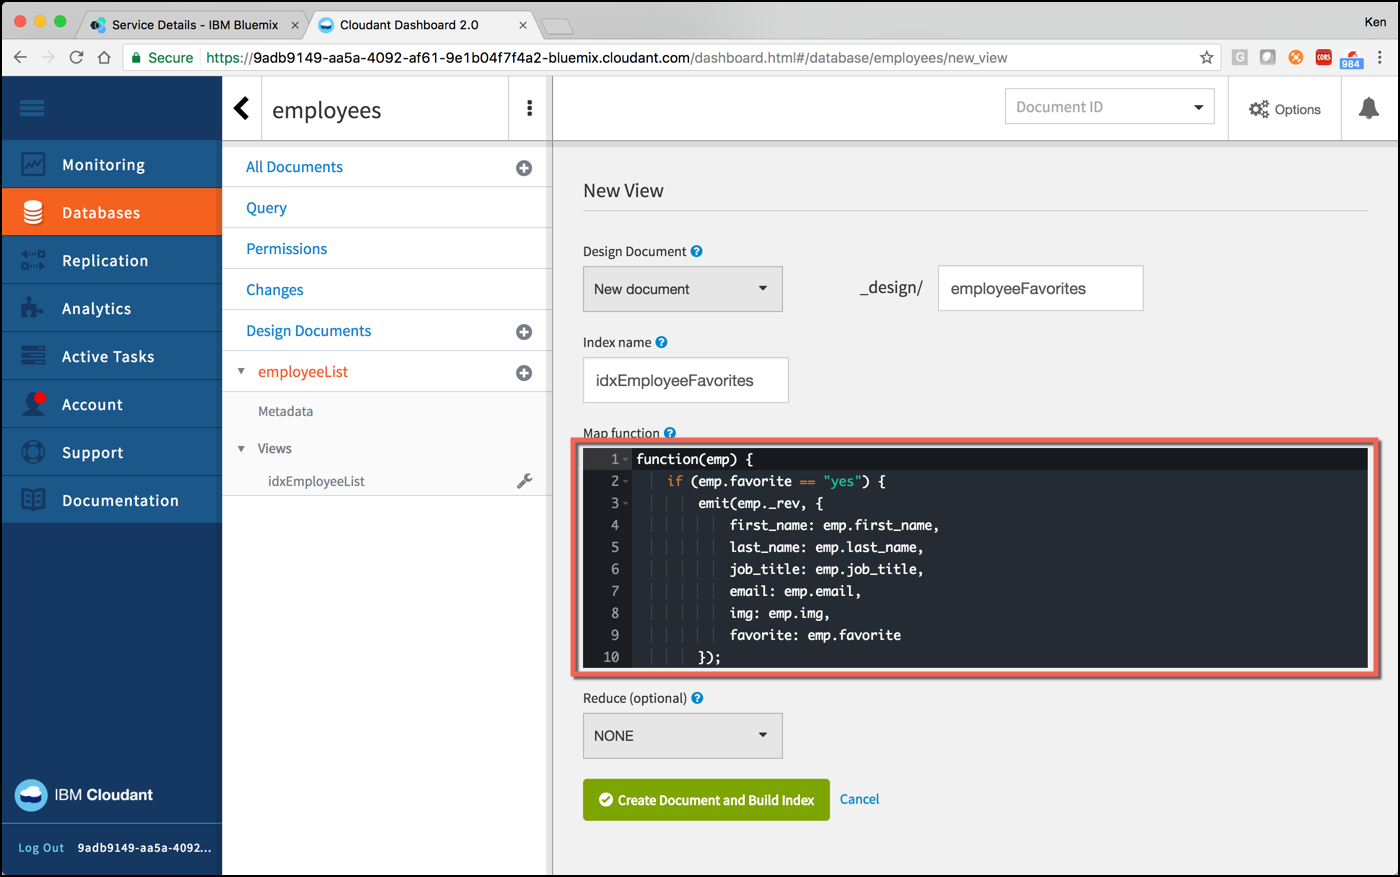 Service Details - IBM Bluemix
Cloudant Dashboard 2.0
Ken
Secure https://9adb9149-aa5a-4092-af61-9e1b04f7f4a2-bluemix.cloudant.com/dashboard.html#/database/employees/new_view
G
CORS
984
employees
Document ID
Options
Monitoring
Databases
Replication
Analytics
Active Tasks
Account
Support
Documentation
IBM Cloudant
Log Out 9adb9149-aa5a-4092...
All Documents
Query
Permissions
Changes
Design Documents
employeeList
Metadata
Views
idxEmployeeList
New View
Design Document
New document
_design/ employeeFavorites
Index name
idxEmployeeFavorites
Map function
1 function(emp) {
2 if (emp.favorite == "yes") {
3 emit(emp._rev, {
4 first_name: emp.first_name,
5 last_name: emp.last_name,
6 job_title: emp.job_title,
7 email: emp.email,
8 img: emp.img,
9 favorite: emp.favorite
10 });
Reduce (optional)
NONE
Create Document and Build Index
Cancel